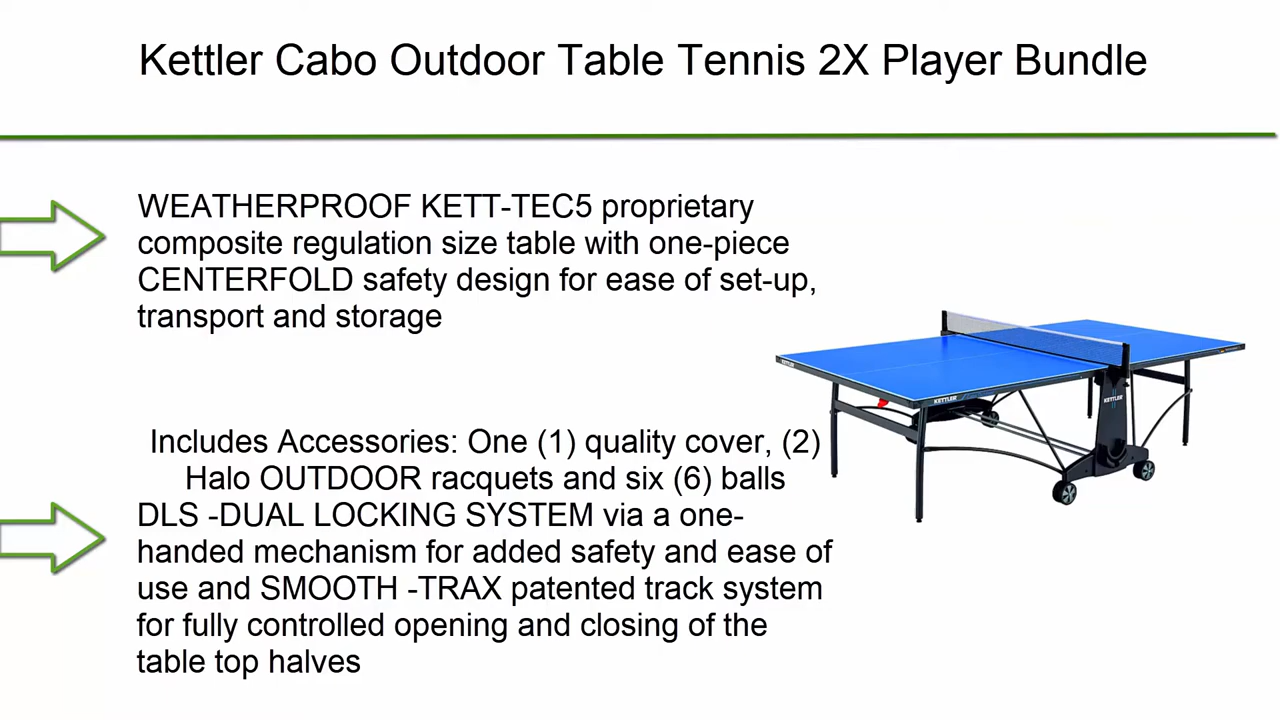 Kettler Cabo Outdoor Table Tennis 2X Player Bundle
WEATHERPROOF KETT-TEC5 proprietary
composite regulation size table with one-piece
CENTERFOLD safety design for ease of set-up,
transport and storage
Includes Accessories: One (1) quality cover, (2)
Halo OUTDOOR racquets and six (6) balls
DLS -DUAL LOCKING SYSTEM via a one-
handed mechanism for added safety and ease of
use and SMOOTH -TRAX patented track system
for fully controlled opening and closing of the
table top halves
KETTLER
KETTLER
KETTLER